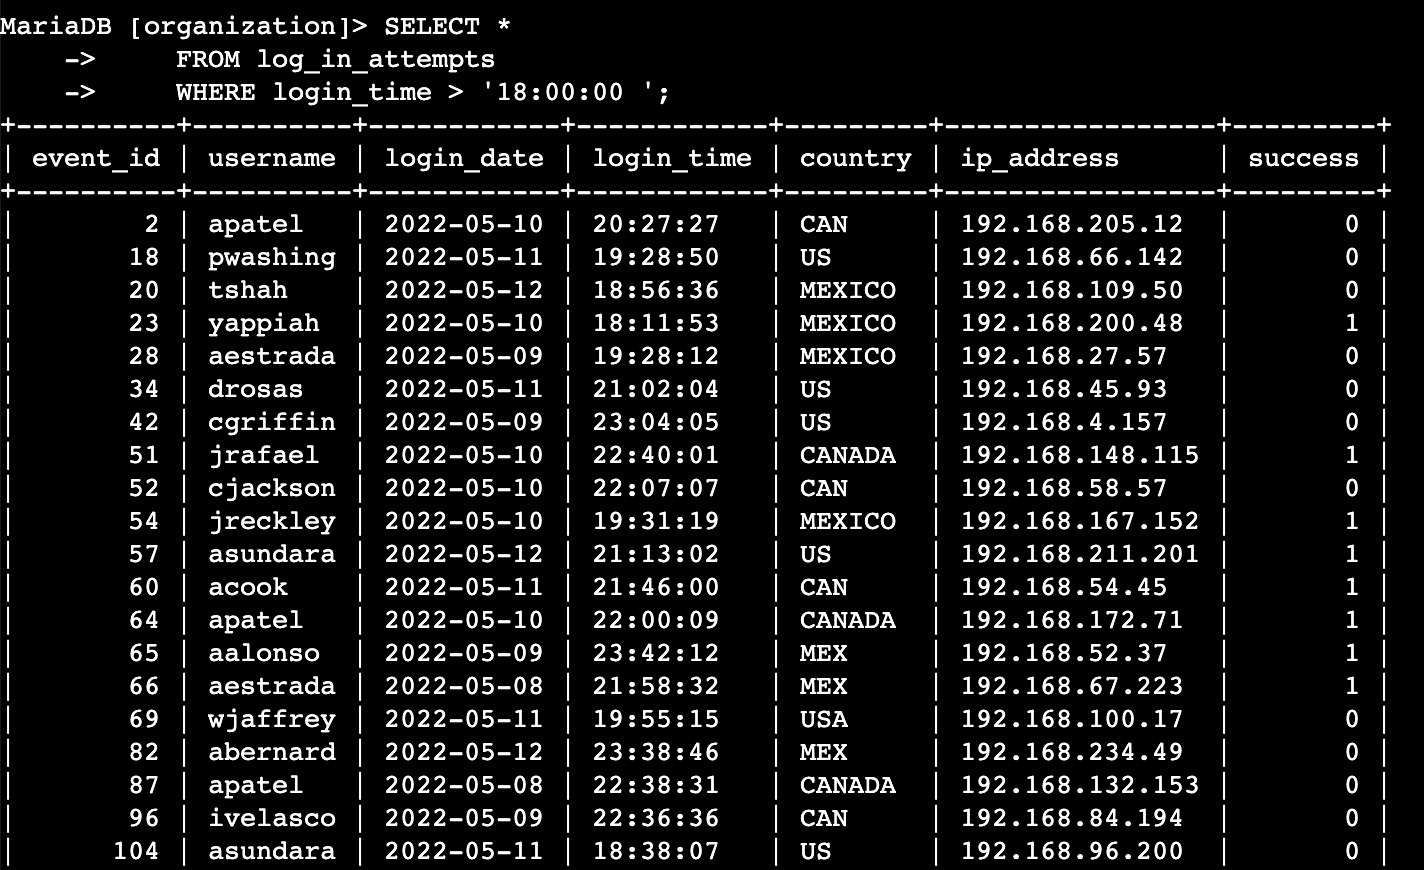 MariaDB [organization]> SELECT *
    ->     FROM log_in_attempts
    ->     WHERE login_time > '18:00:00 ';
+----------+----------+------------+------------+---------+-----------------+---------+
| event_id | username | login_date | login_time | country | ip_address      | success |
+----------+----------+------------+------------+---------+-----------------+---------+
|        2 | apatel   | 2022-05-10 | 20:27:27   | CAN     | 192.168.205.12  |       0 |
|       18 | pwashing | 2022-05-11 | 19:28:50   | US      | 192.168.66.142  |       0 |
|       20 | tshah    | 2022-05-12 | 18:56:36   | MEXICO  | 192.168.109.50  |       0 |
|       23 | yappiah  | 2022-05-10 | 18:11:53   | MEXICO  | 192.168.200.48  |       1 |
|       28 | aestrada | 2022-05-09 | 19:28:12   | MEXICO  | 192.168.27.57   |       0 |
|       34 | drosas   | 2022-05-11 | 21:02:04   | US      | 192.168.45.93   |       0 |
|       42 | cgriffin | 2022-05-09 | 23:04:05   | US      | 192.168.4.157   |       0 |
|       51 | jrafael  | 2022-05-10 | 22:40:01   | CANADA  | 192.168.148.115 |       1 |
|       52 | cjackson | 2022-05-10 | 22:07:07   | CAN     | 192.168.58.57   |       0 |
|       54 | jreckley | 2022-05-10 | 19:31:19   | MEXICO  | 192.168.167.152 |       1 |
|       57 | asundara | 2022-05-12 | 21:13:02   | US      | 192.168.211.201 |       1 |
|       60 | acook    | 2022-05-11 | 21:46:00   | CAN     | 192.168.54.45   |       1 |
|       64 | apatel   | 2022-05-10 | 22:00:09   | CANADA  | 192.168.172.71  |       1 |
|       65 | aalonso  | 2022-05-09 | 23:42:12   | MEX     | 192.168.52.37   |       1 |
|       66 | aestrada | 2022-05-08 | 21:58:32   | MEX     | 192.168.67.223  |       1 |
|       69 | wjaffrey | 2022-05-11 | 19:55:15   | USA     | 192.168.100.17  |       0 |
|       82 | abernard | 2022-05-12 | 23:38:46   | MEX     | 192.168.234.49  |       0 |
|       87 | apatel   | 2022-05-08 | 22:38:31   | CANADA  | 192.168.132.153 |       0 |
|       96 | ivelasco | 2022-05-09 | 22:36:36   | CAN     | 192.168.84.194  |       0 |
|      104 | asundara | 2022-05-11 | 18:38:07   | US      | 192.168.96.200  |       0 |